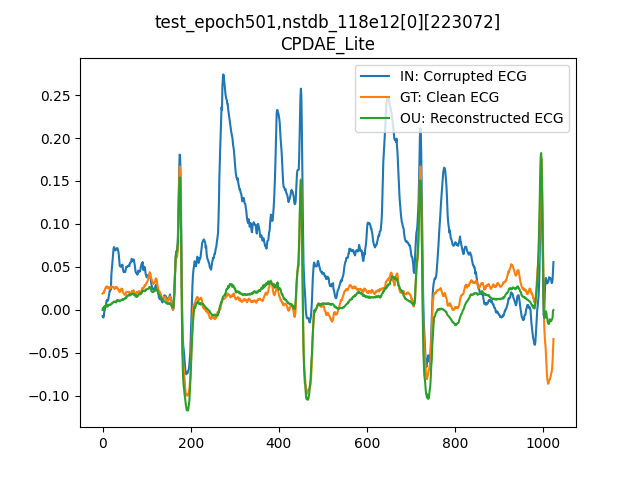 test_epoch501,nstdb_118e12[0][223072]
CPDAE_Lite
IN: Corrupted ECG
GT: Clean ECG
OU: Reconstructed ECG
0.25
0.20
0.15
0.10
0.05
0.00
−0.05
−0.10
0 200 400 600 800 1000